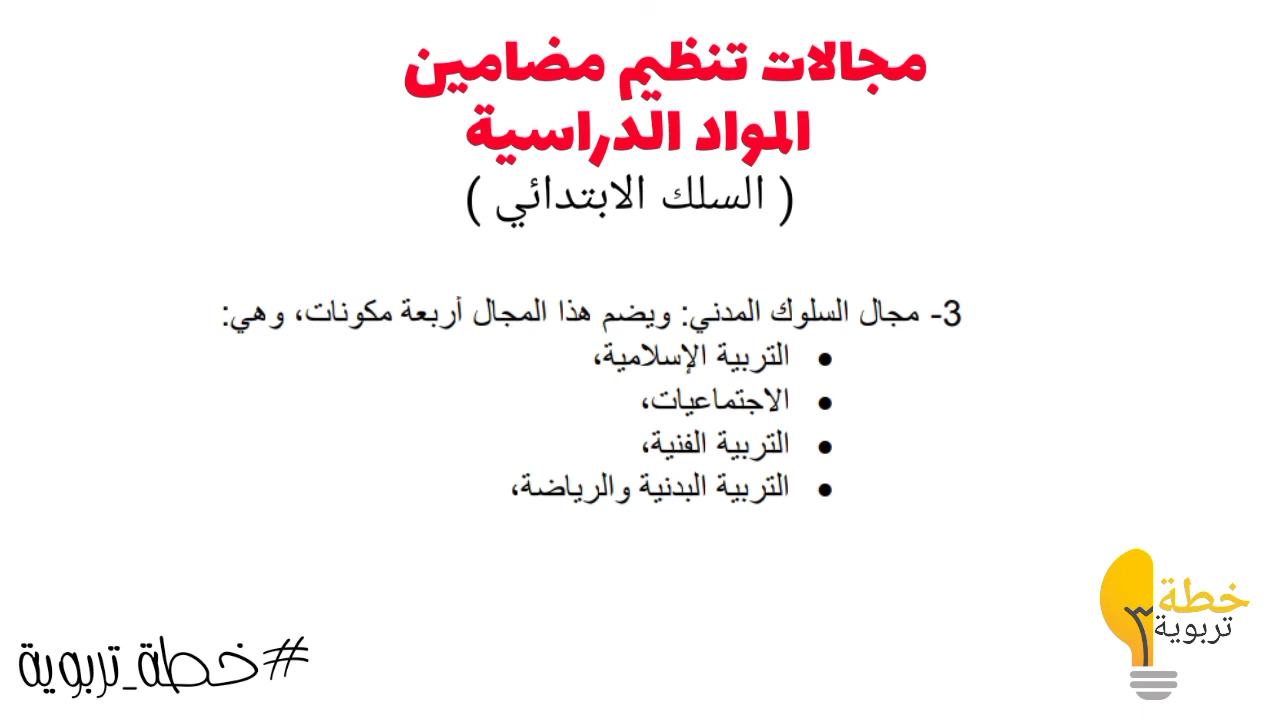 مجالات تنظيم مضامين
المواد الدراسية
( السلك الابتدائي )
3- مجال السلوك المدني: ويضم هذا المجال أربعة مكونات، وهي:
● التربية الإسلامية،
● الاجتماعيات،
● التربية الفنية،
● التربية البدنية والرياضة،
خطة
تربوية
#خطة_تربوية